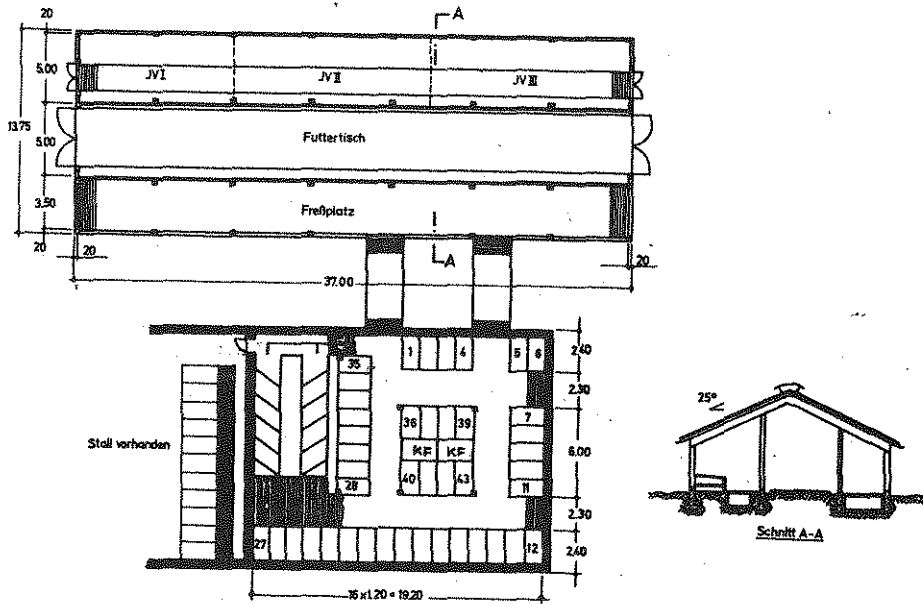 20
A
5.00
JV I
JV II
JV III
13.75
5.00
Futtertisch
3.50
Freßplatz
20
20
A
20
37.00
35
1
4
5
6
2.40
2.30
7
36
39
Stall vorhanden
KF
KF
6.00
28
40
43
11
2.30
27
12
2.40
16 x 1.20 = 19.20
25°
Schnitt A-A